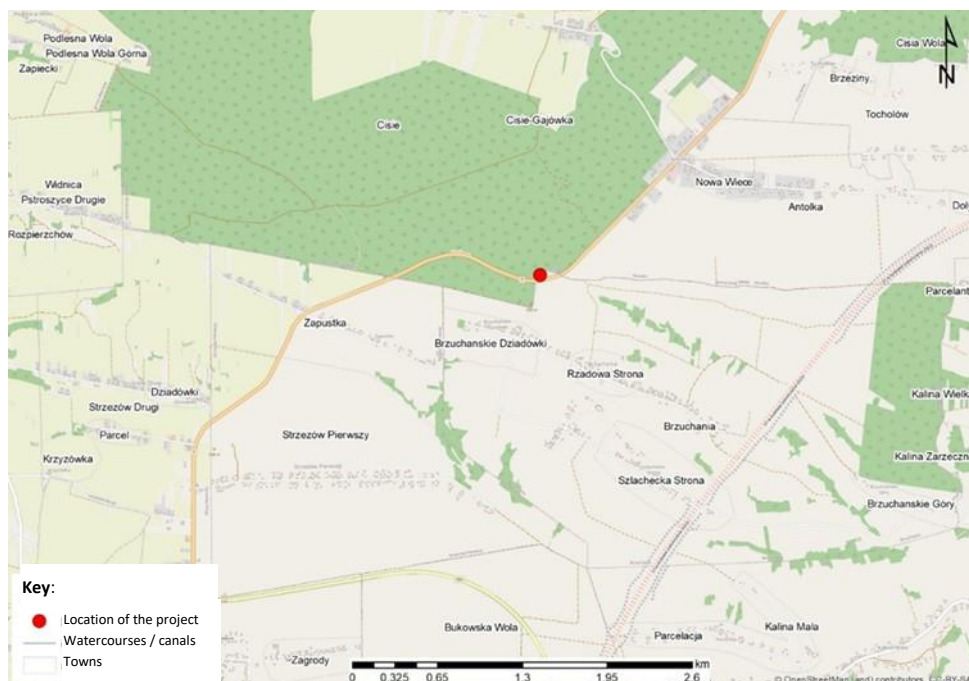 Podlesna Wola
Podlesna Wola Górna
Zapiecki
Cisia Wola
Brzeziny
N
Tocholów
Cisie
Cisie-Gajówka
Widnica
Pstroszyce Drugie
Nowa Wiece
Antolka
Rozpierzchów
Parcelant
Zapustka
Brzuchanskie Dziadówki
Rzadowa Strona
Dziadówki
Strzezów Drugi
Kalina Wielk
Parcel
Strzezów Pierwszy
Brzuchania
Krzyzówka
Kalina Zarzeczn
Szlachecka Strona
Brzuchanskie Góry
Key:
Location of the project
Watercourses / canals
Towns
Bukowska Wola
Kalina Mala
Parcelacja
Zagrody
km
0 0.325 0.65 1.3 1.95 2.6